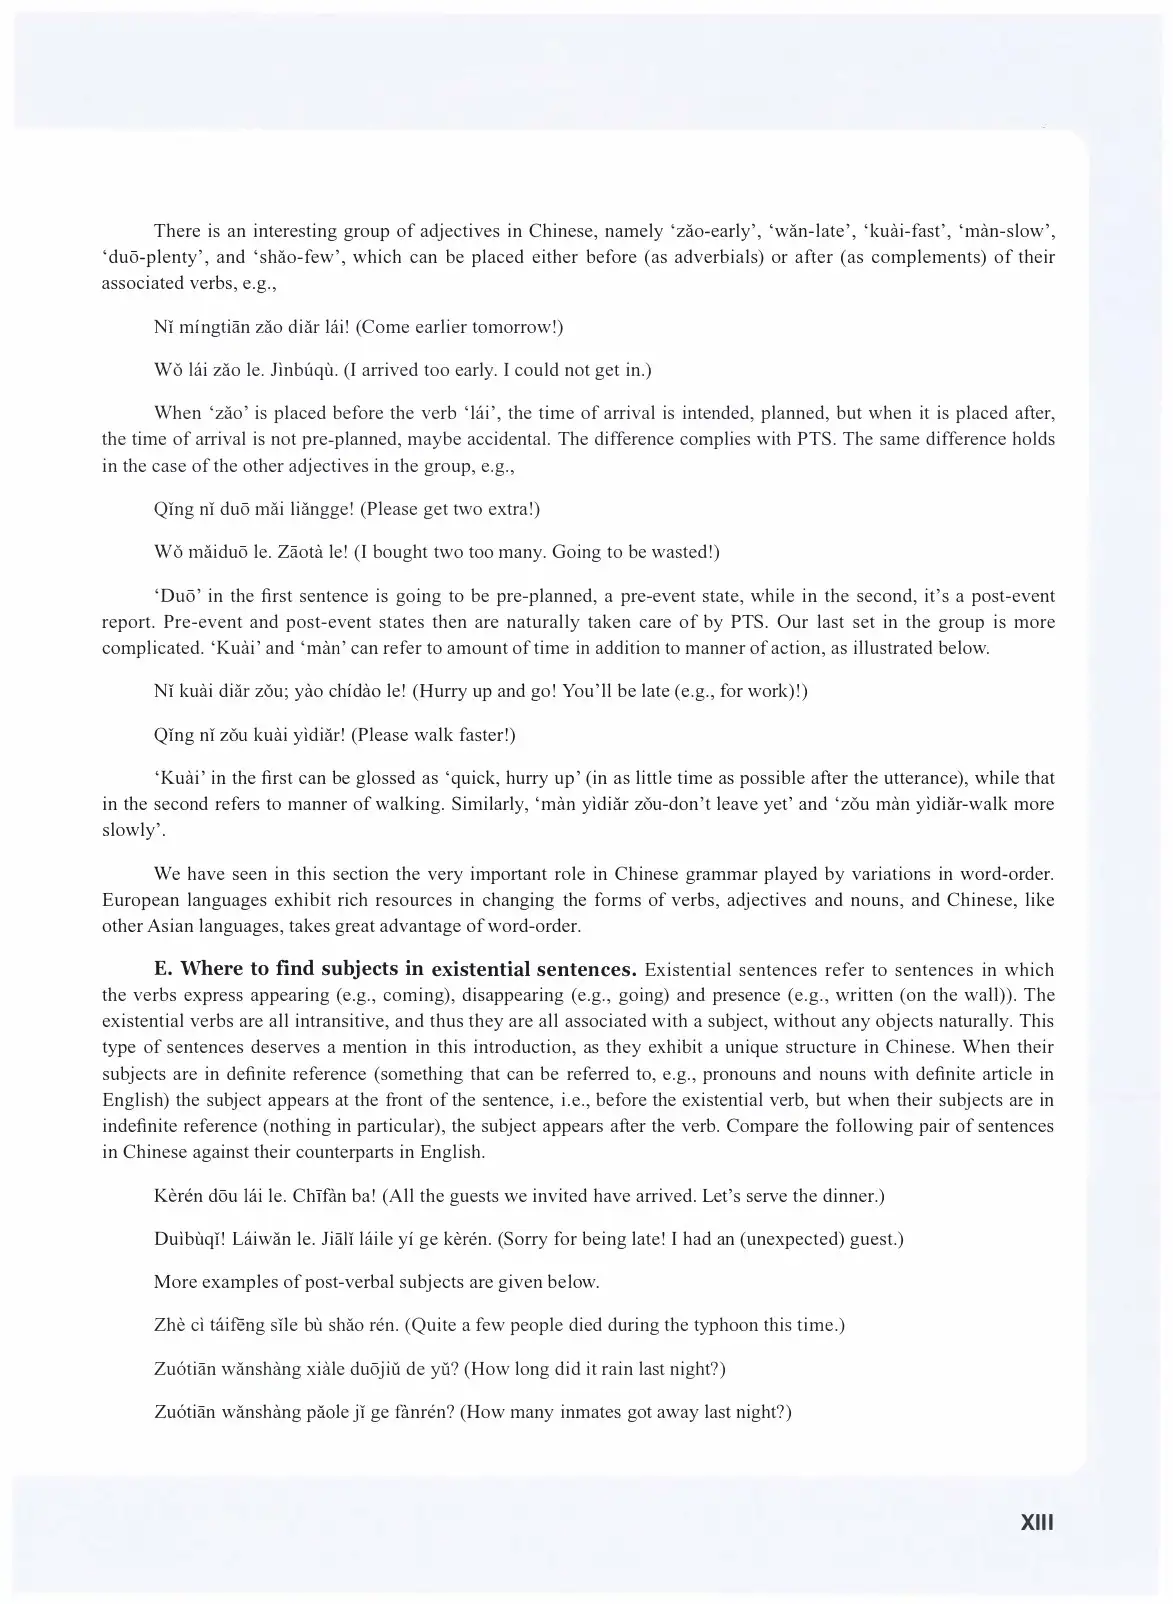 There is an interesting group of adjectives in Chinese, namely ‘zǎo-early’, ‘wǎn-late’, ‘kuài-fast’, ‘màn-slow’,
‘duō-plenty’, and ‘shǎo-few’, which can be placed either before (as adverbials) or after (as complements) of their
associated verbs, e.g.,
Nǐ míngtiān zǎo diǎr lái! (Come earlier tomorrow!)
Wǒ lái zǎo le. Jìnbúqù. (I arrived too early. I could not get in.)
When ‘zǎo’ is placed before the verb ‘lái’, the time of arrival is intended, planned, but when it is placed after,
the time of arrival is not pre-planned, maybe accidental. The difference complies with PTS. The same difference holds
in the case of the other adjectives in the group, e.g.,
Qǐng nǐ duō mǎi liǎngge! (Please get two extra!)
Wǒ mǎiduō le. Zāotà le! (I bought two too many. Going to be wasted!)
‘Duō’ in the first sentence is going to be pre-planned, a pre-event state, while in the second, it’s a post-event
report. Pre-event and post-event states then are naturally taken care of by PTS. Our last set in the group is more
complicated. ‘Kuài’ and ‘màn’ can refer to amount of time in addition to manner of action, as illustrated below.
Nǐ kuài diǎr zǒu; yào chídào le! (Hurry up and go! You’ll be late (e.g., for work)!)
Qǐng nǐ zǒu kuài yìdiǎr! (Please walk faster!)
‘Kuài’ in the first can be glossed as ‘quick, hurry up’ (in as little time as possible after the utterance), while that
in the second refers to manner of walking. Similarly, ‘màn yìdiǎr zǒu-don’t leave yet’ and ‘zǒu màn yìdiǎr-walk more
slowly’.
We have seen in this section the very important role in Chinese grammar played by variations in word-order.
European languages exhibit rich resources in changing the forms of verbs, adjectives and nouns, and Chinese, like
other Asian languages, takes great advantage of word-order.
E. Where to find subjects in existential sentences. Existential sentences refer to sentences in which
the verbs express appearing (e.g., coming), disappearing (e.g., going) and presence (e.g., written (on the wall)). The
existential verbs are all intransitive, and thus they are all associated with a subject, without any objects naturally. This
type of sentences deserves a mention in this introduction, as they exhibit a unique structure in Chinese. When their
subjects are in definite reference (something that can be referred to, e.g., pronouns and nouns with definite article in
English) the subject appears at the front of the sentence, i.e., before the existential verb, but when their subjects are in
indefinite reference (nothing in particular), the subject appears after the verb. Compare the following pair of sentences
in Chinese against their counterparts in English.
Kèrén dōu lái le. Chīfàn ba! (All the guests we invited have arrived. Let’s serve the dinner.)
Duìbùqǐ! Láiwǎn le. Jiālǐ láile yí ge kèrén. (Sorry for being late! I had an (unexpected) guest.)
More examples of post-verbal subjects are given below.
Zhè cì táifēng sǐle bù shǎo rén. (Quite a few people died during the typhoon this time.)
Zuótiān wǎnshàng xiàle duōjiǔ de yǔ? (How long did it rain last night?)
Zuótiān wǎnshàng pǎole jǐ ge fànrén? (How many inmates got away last night?)
XIII